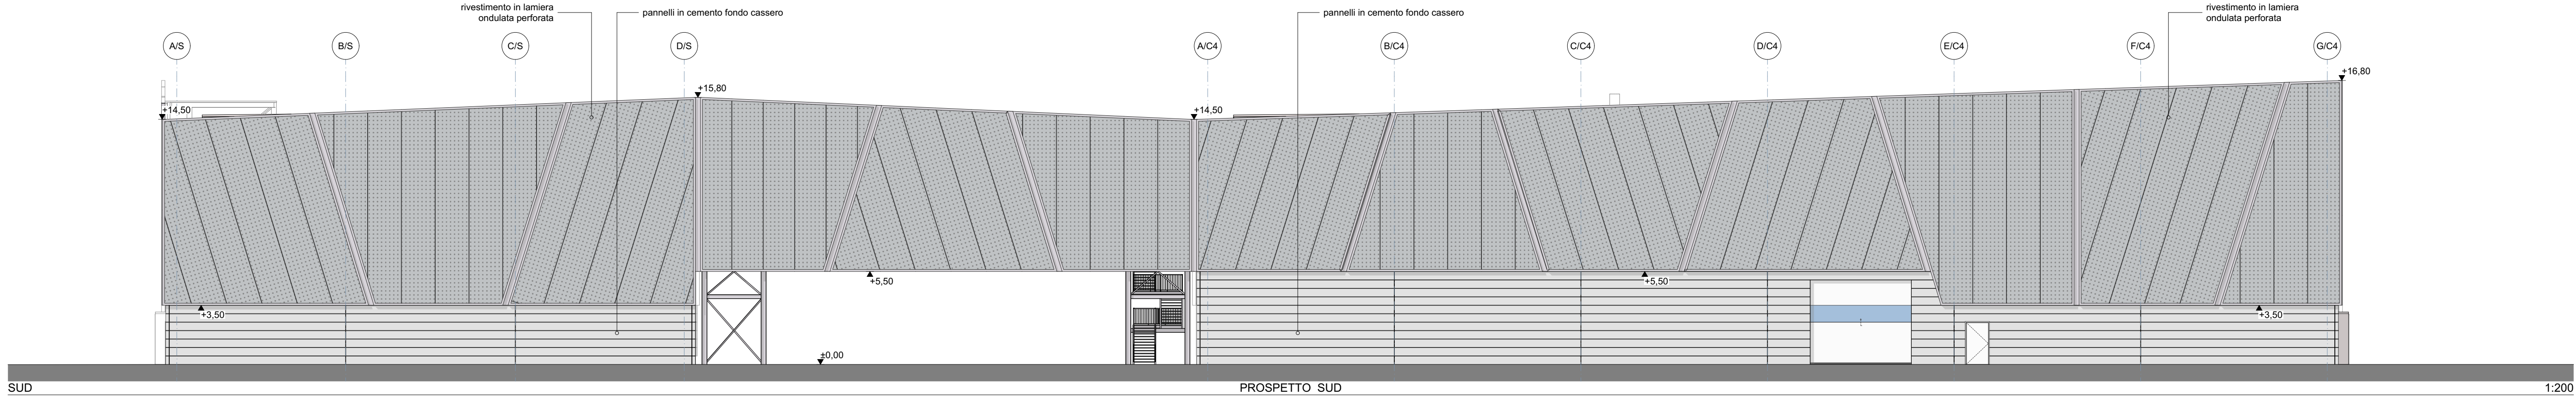 rivestimento in lamiera
ondulata perforata
pannelli in cemento fondo cassero
pannelli in cemento fondo cassero
rivestimento in lamiera
ondulata perforata
A/S
B/S
C/S
D/S
A/C4
B/C4
C/C4
D/C4
E/C4
F/C4
G/C4
+14,50
+15,80
+14,50
+16,80
+5,50
+5,50
+3,50
+3,50
±0,00
SUD
PROSPETTO SUD
1:200